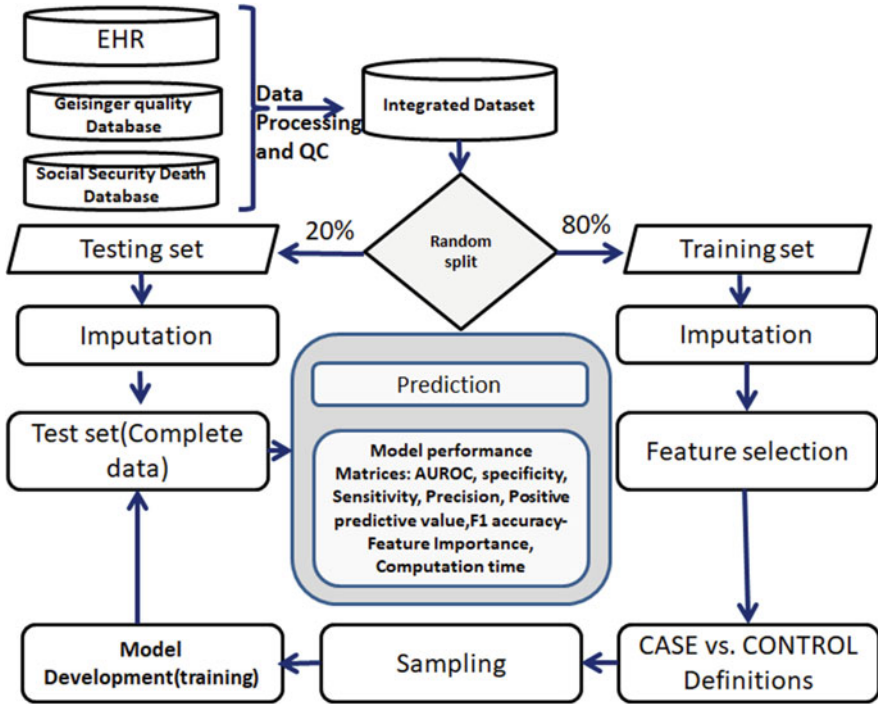 EHR
Geisinger quality
Database
Social Security Death
Database
Data
Processing
and QC
Integrated Dataset
Random
split
20%
80%
Testing set
Training set
Imputation
Imputation
Prediction
Test set(Complete
data)
Feature selection
Model performance
Matrices: AUROC, specificity,
Sensitivity, Precision, Positive
predictive value,F1 accuracy-
Feature Importance,
Computation time
Model
Development(training)
Sampling
CASE vs. CONTROL
Definitions